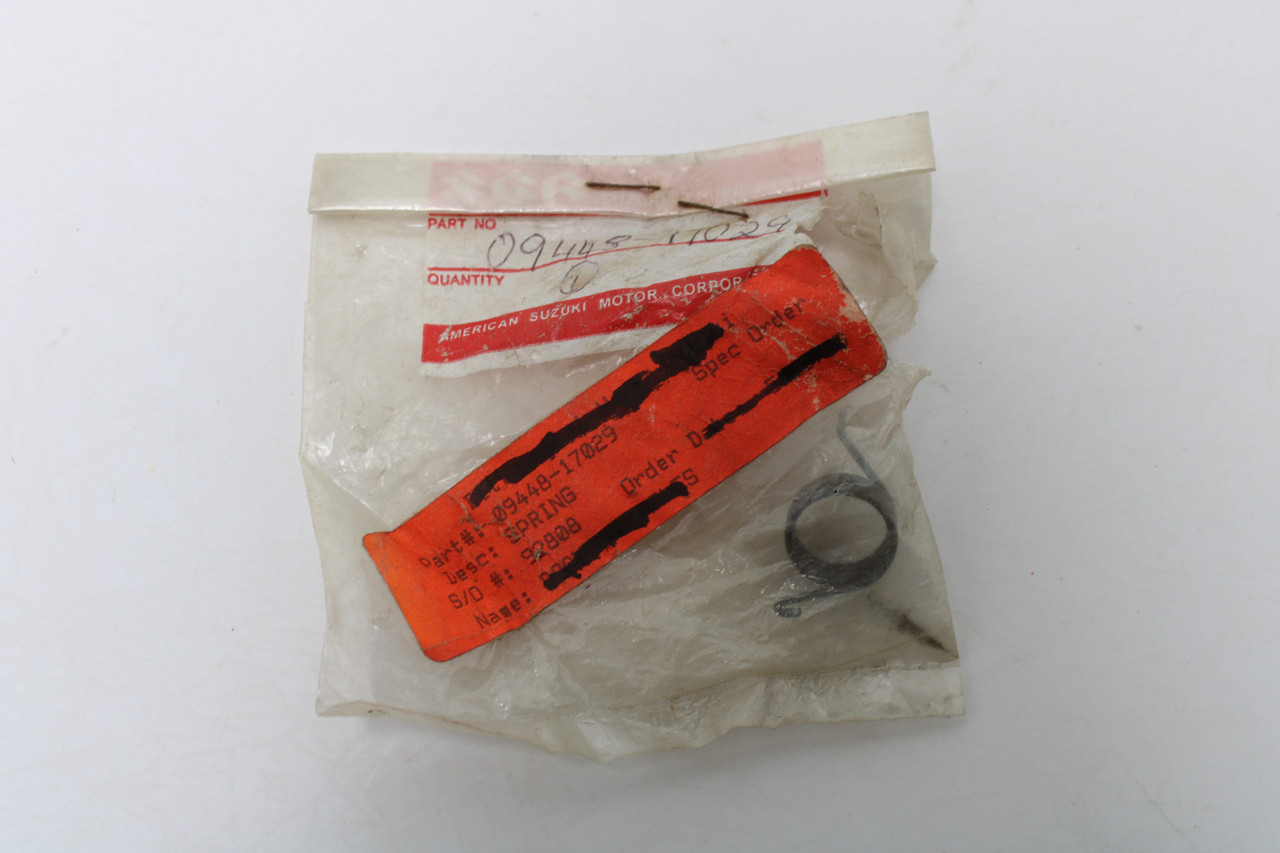 PART NO
09448-17029
QUANTITY
1
AMERICAN SUZUKI MOTOR CORPOR
1
Spec Order
Part#: 09448-17029
Desc: SPRING
Order D
S/O #: 92808
Name: